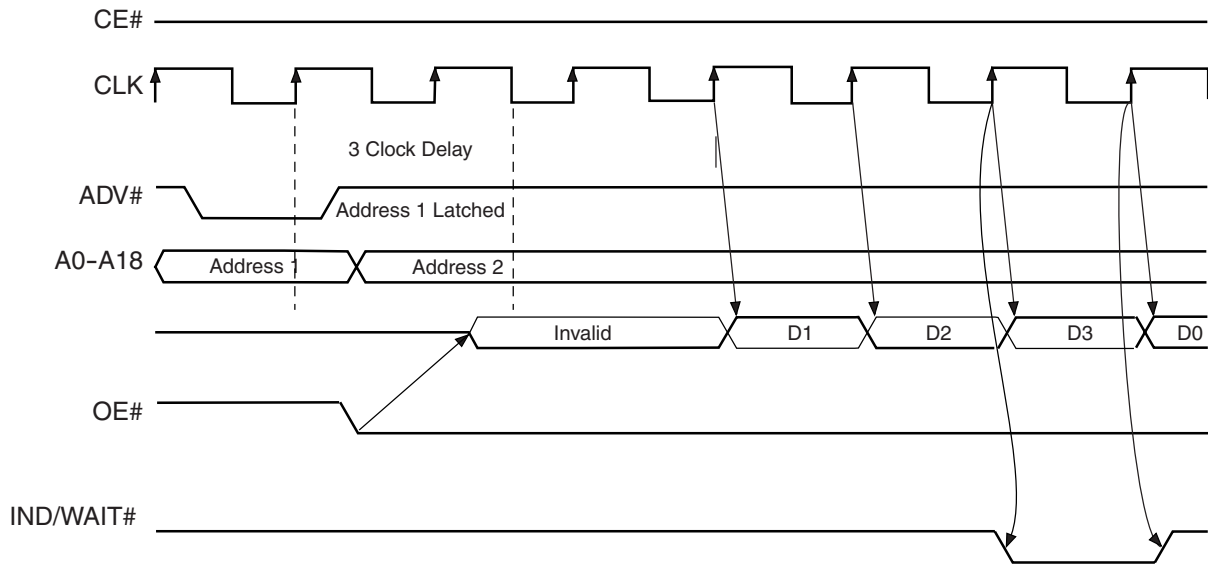 CE#
CLK
3 Clock Delay
ADV#
Address 1 Latched
A0-A18
Address 1
Address 2
Invalid
D1
D2
D3
D0
OE#
IND/WAIT#